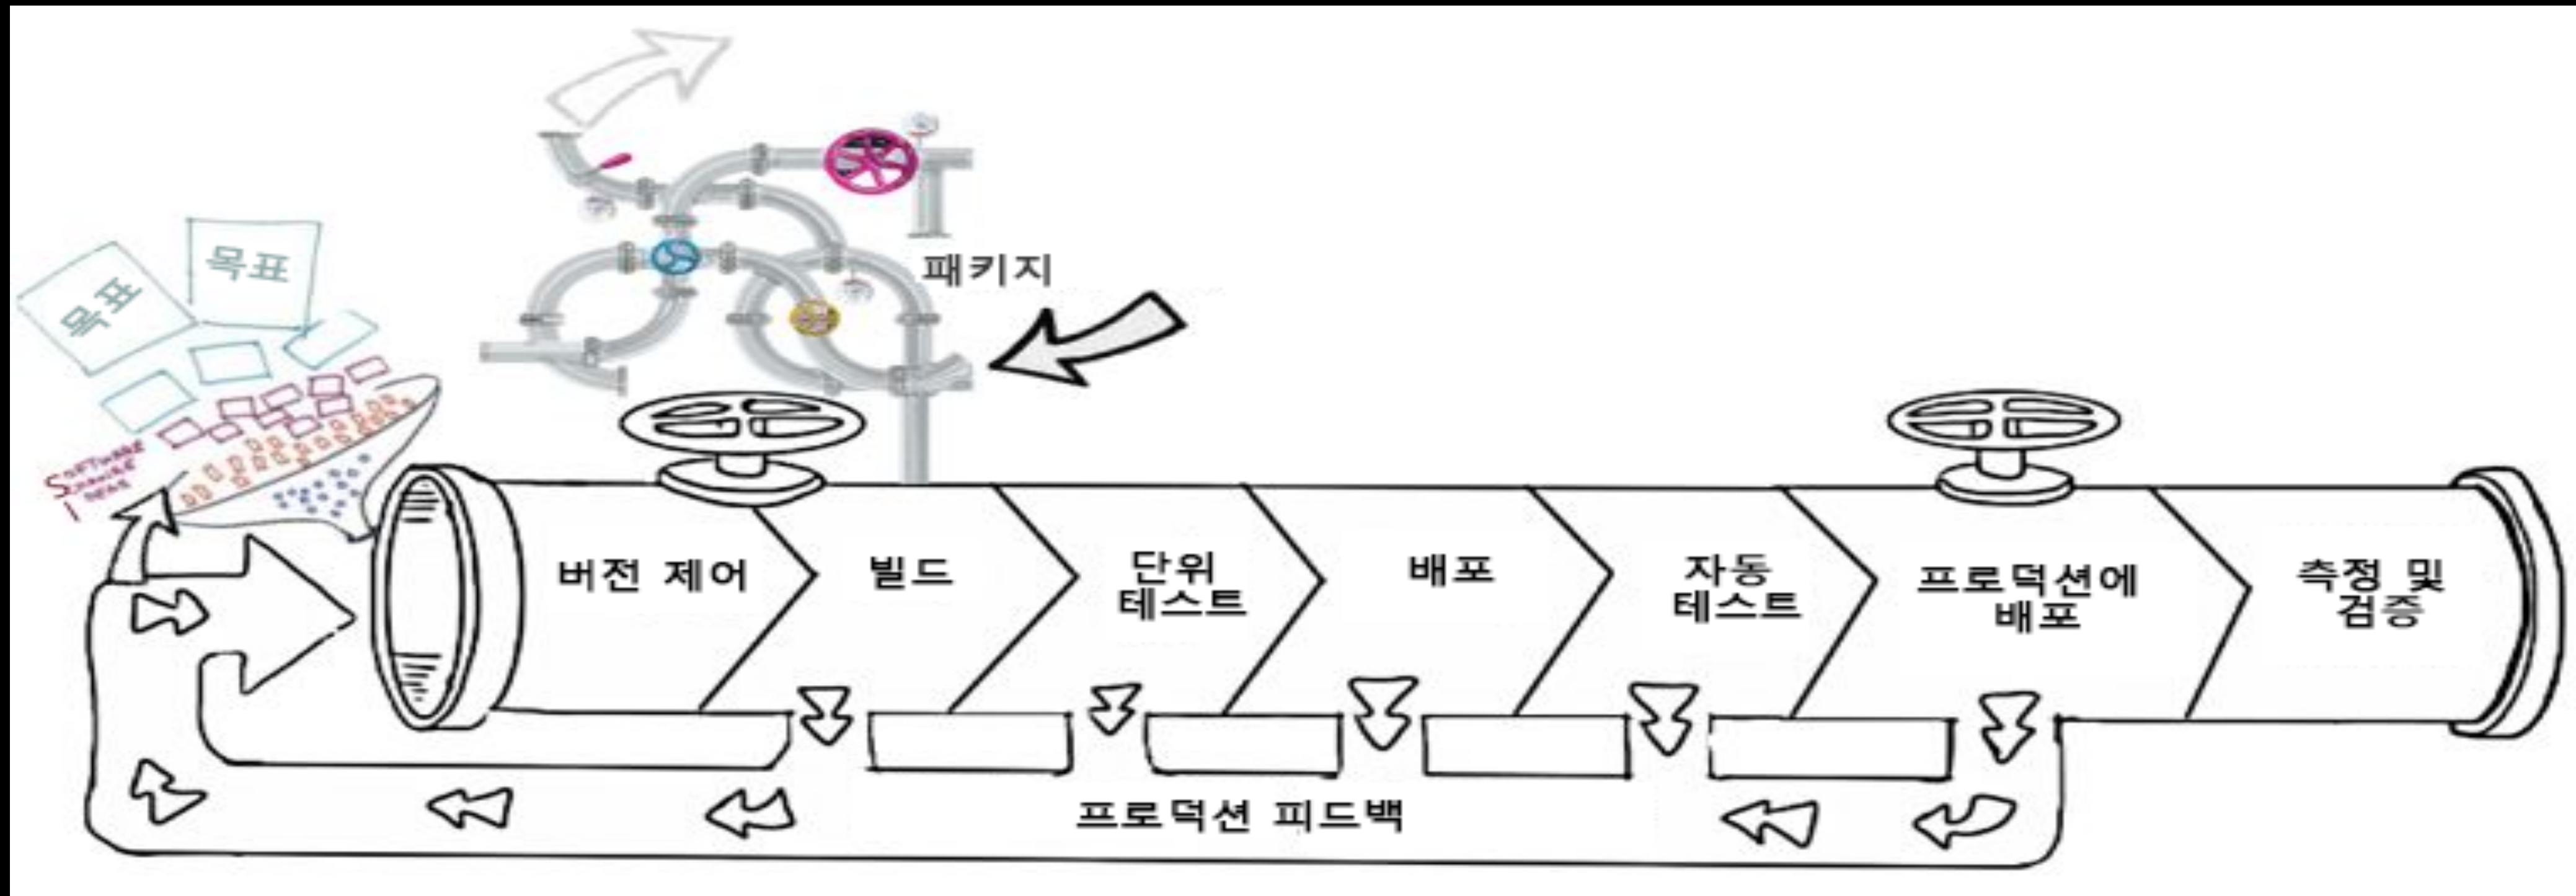 목표
목표
패키지
SOFTWARE
버전 제어
빌드
단위
테스트
배포
자동
테스트
프로덕션에
배포
측정 및
검증
프로덕션 피드백